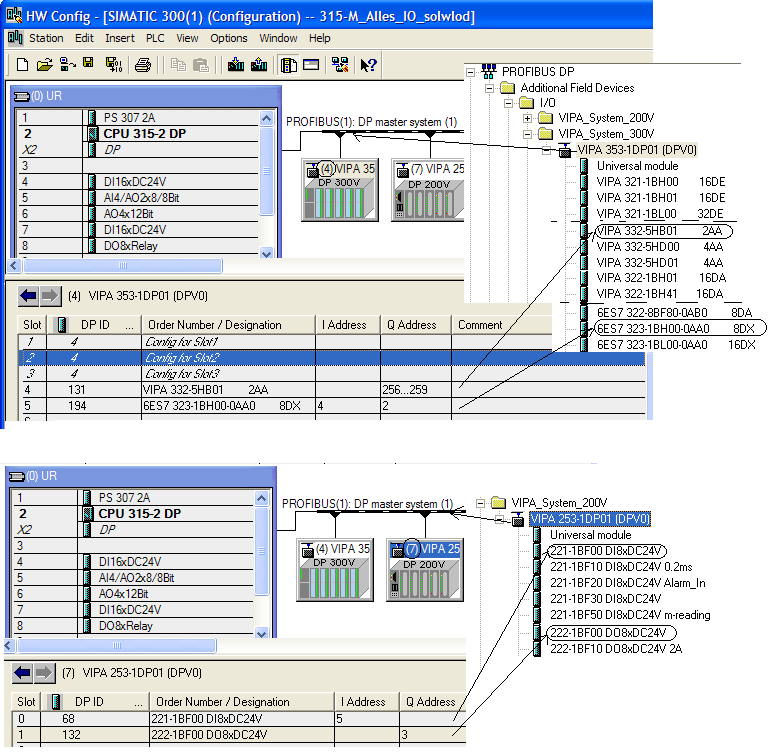 HW Config - [SIMATIC 300(1) (Configuration) -- 315-M_Alles_IO_solwlod]
Station Edit Insert PLC View Options Window Help
(0) UR
1 PS 307 2A
2 CPU 315-2 DP
X2 DP
3
4 DI16xDC24V
5 AI4/AO2x8/8Bit
6 AO4x12Bit
7 DI16xDC24V
8 DO8xRelay
PROFIBUS(1): DP master system (1)
(4) VIPA 35
DP 300V
(7) VIPA 25
DP 200V
PROFIBUS DP
Additional Field Devices
I/O
VIPA_System_200V
VIPA_System_300V
VIPA 353-1DP01 (DPV0)
Universal module
VIPA 321-1BH00 16DE
VIPA 321-1BH01 16DE
VIPA 321-1BL00 32DE
VIPA 332-5HB01 2AA
VIPA 332-5HD00 4AA
VIPA 332-5HD01 4AA
VIPA 322-1BH01 16DA
VIPA 322-1BH41 16DA
6ES7 322-8BF80-0AB0 8DA
6ES7 323-1BH00-0AA0 8DX
6ES7 323-1BL00-0AA0 16DX
(4) VIPA 353-1DP01 (DPV0)
Slot DP ID ... Order Number / Designation I Address Q Address Comment
1 4 Config for Slot1
2 4 Config for Slot2
3 4 Config for Slot3
4 131 VIPA 332-5HB01 2AA 256...259
5 194 6ES7 323-1BH00-0AA0 8DX 4 2
(0) UR
1 PS 307 2A
2 CPU 315-2 DP
X2 DP
3
4 DI16xDC24V
5 AI4/AO2x8/8Bit
6 AO4x12Bit
7 DI16xDC24V
8 DO8xRelay
PROFIBUS(1): DP master system (1)
(4) VIPA 35
DP 300V
(7) VIPA 25
DP 200V
VIPA_System_200V
VIPA 253-1DP01 (DPV0)
Universal module
221-1BF00 DI8xDC24V
221-1BF10 DI8xDC24V 0.2ms
221-1BF20 DI8xDC24V Alarm_In
221-1BF30 DI8xDC24V
221-1BF50 DI8xDC24V m-reading
222-1BF00 DO8xDC24V
222-1BF10 DO8xDC24V 2A
(7) VIPA 253-1DP01 (DPV0)
Slot DP ID ... Order Number / Designation I Address Q Address
0 68 221-1BF00 DI8xDC24V 5
1 132 222-1BF00 DO8xDC24V 3